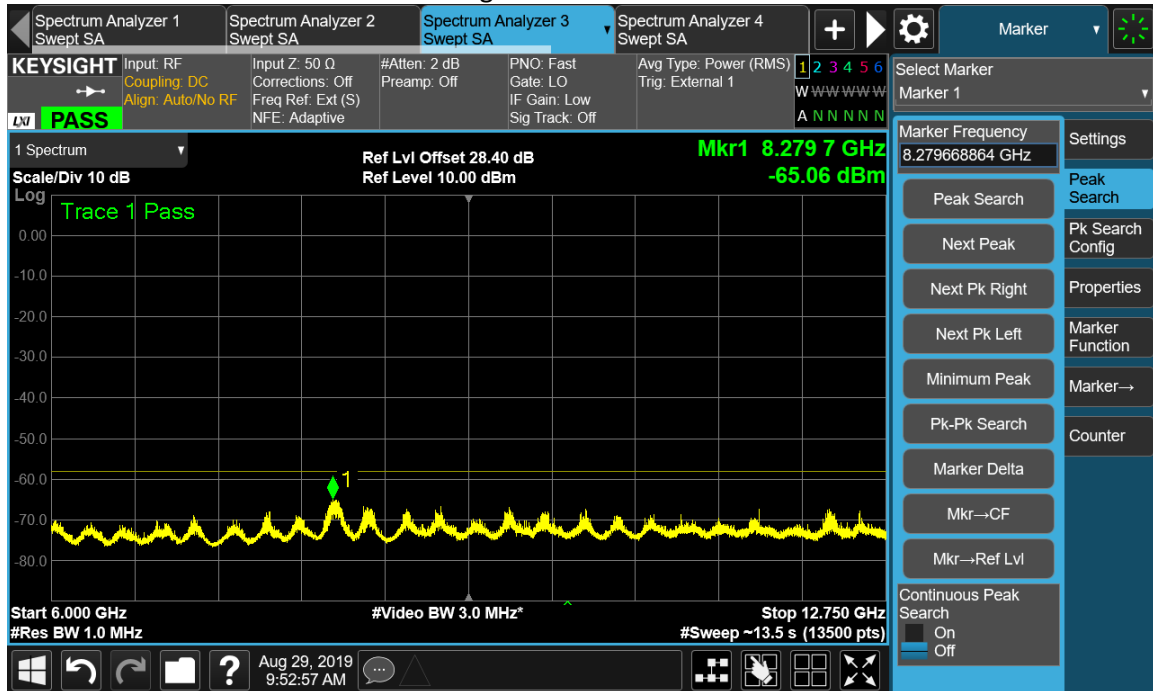 Spectrum Analyzer 1
Swept SA
Spectrum Analyzer 2
Swept SA
Spectrum Analyzer 3
Swept SA
Spectrum Analyzer 4
Swept SA
+
Marker
KEYSIGHT
LXI
PASS
Input: RF
Coupling: DC
Align: Auto/No RF
Input Z: 50 Ω
Corrections: Off
Freq Ref: Ext (S)
NFE: Adaptive
#Atten: 2 dB
Preamp: Off
PNO: Fast
Gate: LO
IF Gain: Low
Sig Track: Off
Avg Type: Power (RMS)
Trig: External 1
1 2 3 4 5 6
W W W W W W
A N N N N N
Select Marker
Marker 1
1 Spectrum
Scale/Div 10 dB
Log
Ref Lvl Offset 28.40 dB
Ref Level 10.00 dBm
Mkr1 8.279 7 GHz
-65.06 dBm
Trace 1 Pass
0.00
-10.0
-20.0
-30.0
-40.0
-50.0
-60.0
-70.0
-80.0
1
Start 6.000 GHz
#Res BW 1.0 MHz
#Video BW 3.0 MHz*
Stop 12.750 GHz
#Sweep ~13.5 s (13500 pts)
Marker Frequency
8.279668864 GHz
Peak Search
Next Peak
Next Pk Right
Next Pk Left
Minimum Peak
Pk-Pk Search
Marker Delta
Mkr→CF
Mkr→Ref Lvl
Continuous Peak
Search
On
Off
Settings
Peak
Search
Pk Search
Config
Properties
Marker
Function
Marker→
Counter
?
Aug 29, 2019
9:52:57 AM